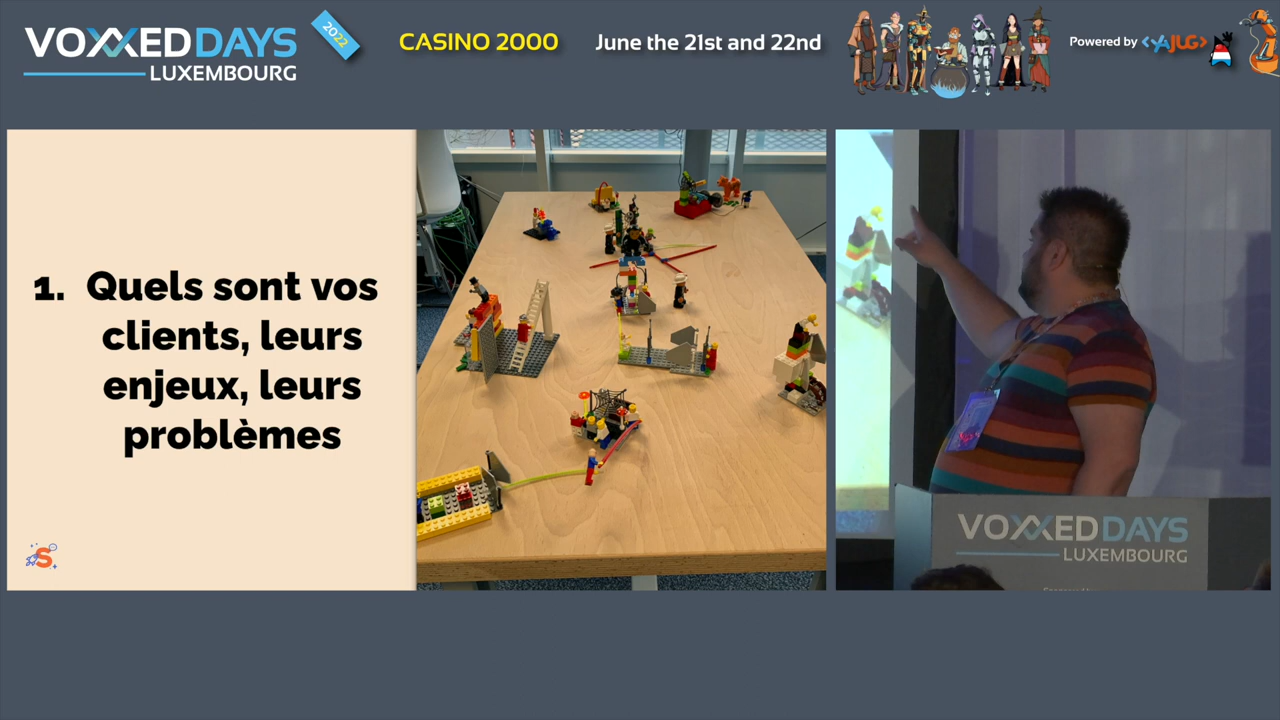 VOXXED DAYS
LUXEMBOURG
2022
CASINO 2000
June the 21st and 22nd
Powered by <YAJUG>
1. Quels sont vos
clients, leurs
enjeux, leurs
problèmes
S
VOXXED DAYS
LUXEMBOURG